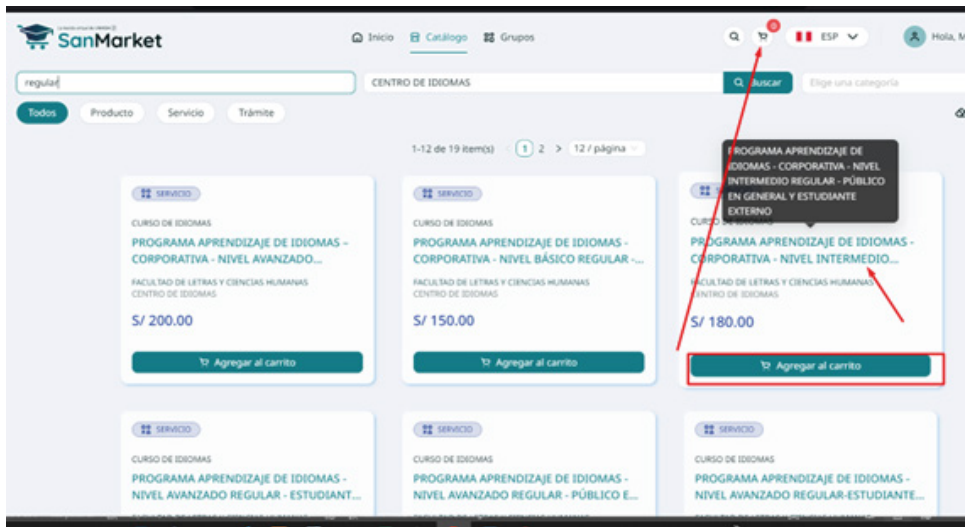 SanMarket
Inicio
Catálogo
Grupos
0
ESP
Hola, M
regular
CENTRO DE IDIOMAS
Buscar
Elige una categoría
Todos
Producto
Servicio
Trámite
1-12 de 19 item(s)
1
2
12 / página
PROGRAMA APRENDIZAJE DE
IDIOMAS - CORPORATIVA - NIVEL
INTERMEDIO REGULAR - PÚBLICO
EN GENERAL Y ESTUDIANTE
EXTERNO
SERVICIO
CURSO DE IDIOMAS
PROGRAMA APRENDIZAJE DE IDIOMAS –
CORPORATIVA - NIVEL AVANZADO...
FACULTAD DE LETRAS Y CIENCIAS HUMANAS
CENTRO DE IDIOMAS
S/ 200.00
Agregar al carrito
SERVICIO
CURSO DE IDIOMAS
PROGRAMA APRENDIZAJE DE IDIOMAS -
CORPORATIVA - NIVEL BÁSICO REGULAR -...
FACULTAD DE LETRAS Y CIENCIAS HUMANAS
CENTRO DE IDIOMAS
S/ 150.00
Agregar al carrito
PROGRAMA APRENDIZAJE DE IDIOMAS -
CORPORATIVA - NIVEL INTERMEDIO...
FACULTAD DE LETRAS Y CIENCIAS HUMANAS
CENTRO DE IDIOMAS
S/ 180.00
Agregar al carrito
SERVICIO
CURSO DE IDIOMAS
PROGRAMA APRENDIZAJE DE IDIOMAS -
NIVEL AVANZADO REGULAR - ESTUDIANT...
SERVICIO
CURSO DE IDIOMAS
PROGRAMA APRENDIZAJE DE IDIOMAS -
NIVEL AVANZADO REGULAR - PÚBLICO E...
SERVICIO
CURSO DE IDIOMAS
PROGRAMA APRENDIZAJE DE IDIOMAS -
NIVEL AVANZADO REGULAR-ESTUDIANTE...